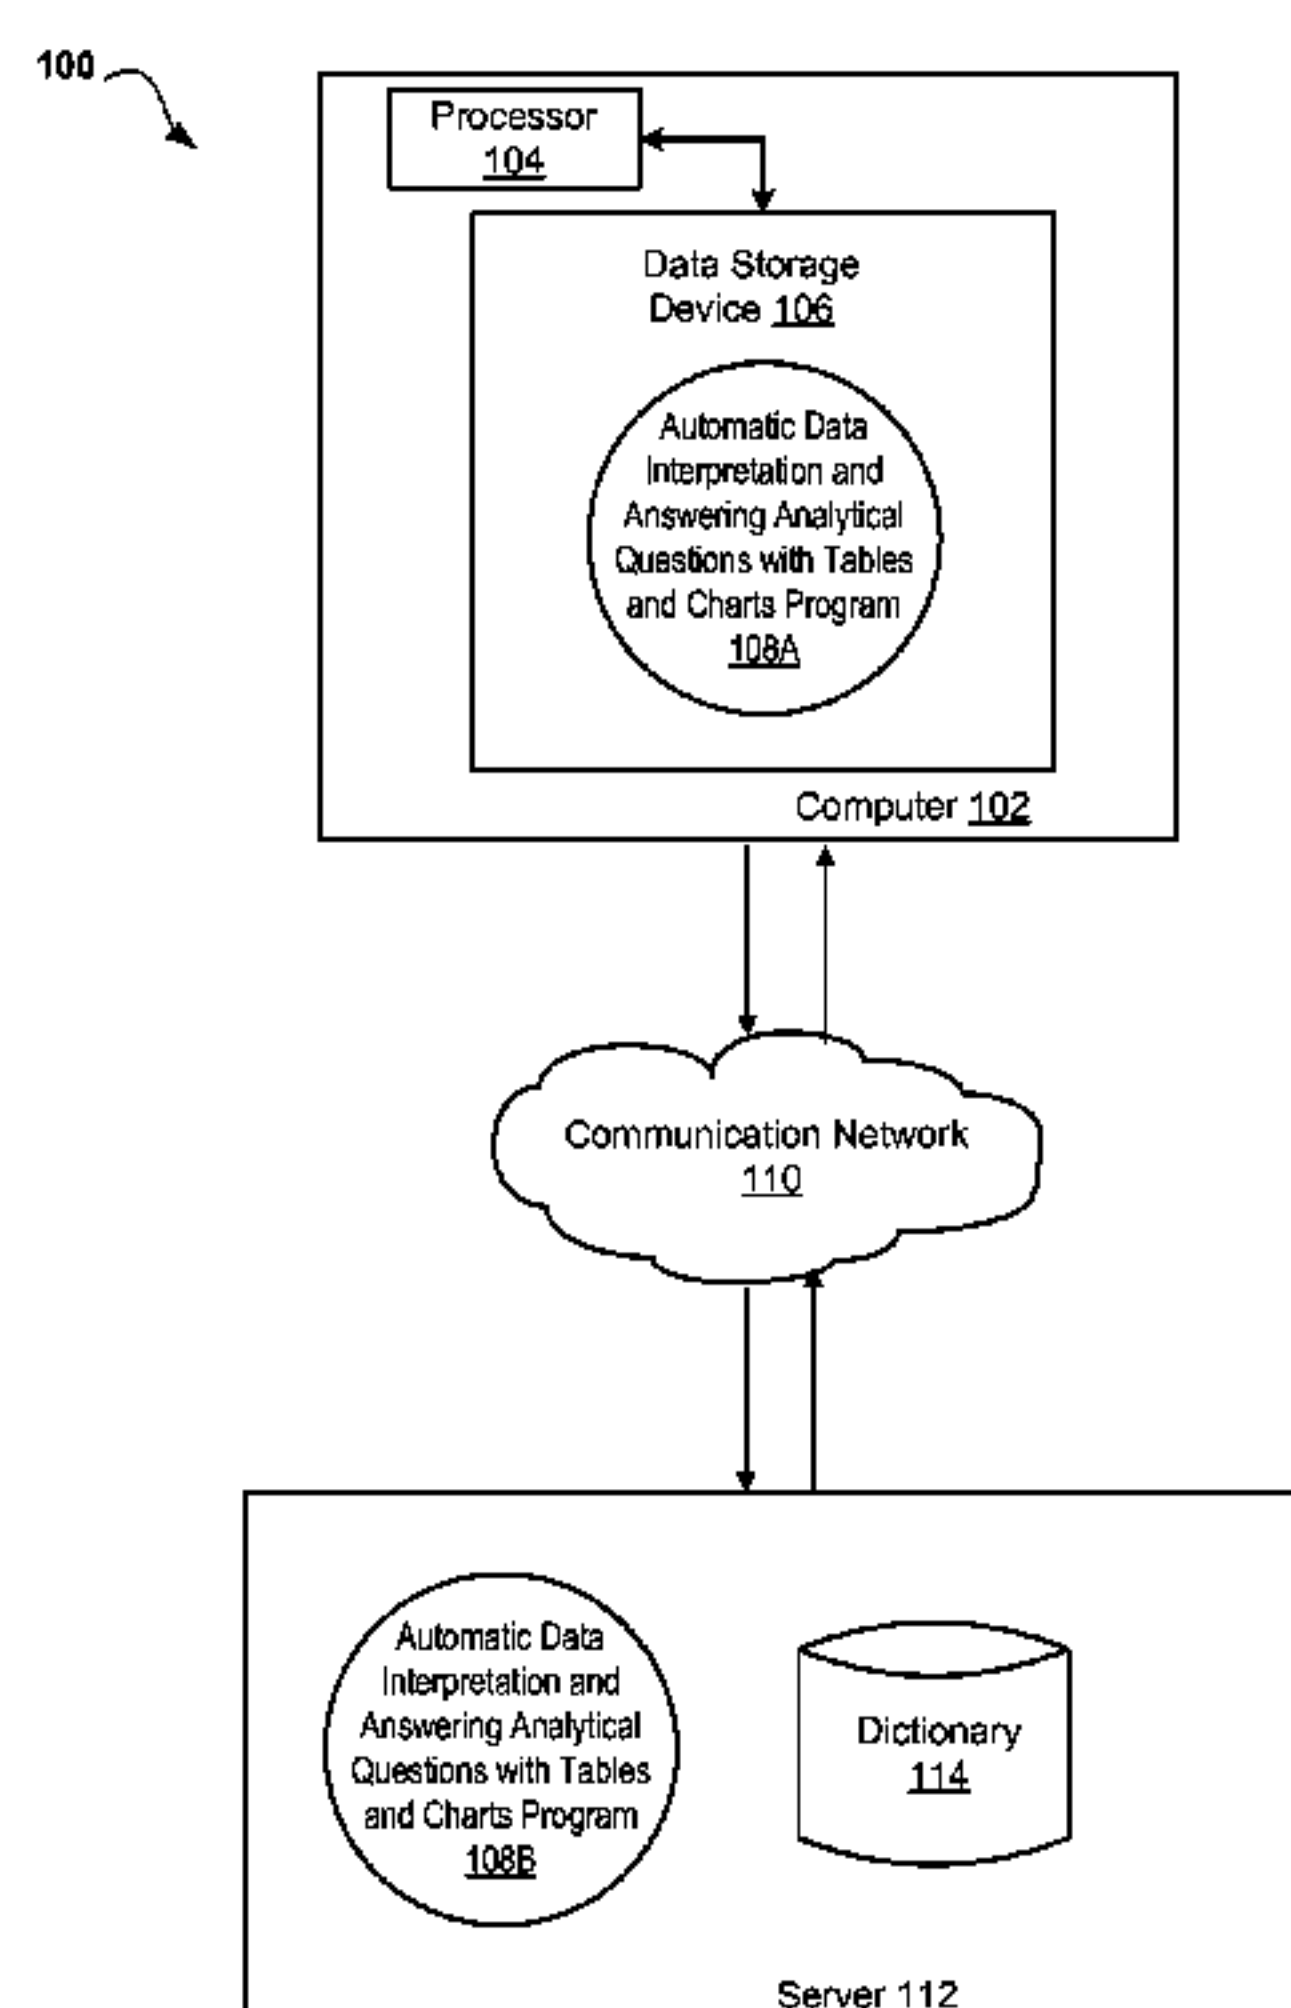 100
Processor
104
Data Storage
Device 106
Automatic Data
Interpretation and
Answering Analytical
Questions with Tables
and Charts Program
108A
Computer 102
Communication Network
110
Automatic Data
Interpretation and
Answering Analytical
Questions with Tables
and Charts Program
108B
Dictionary
114
Server 112